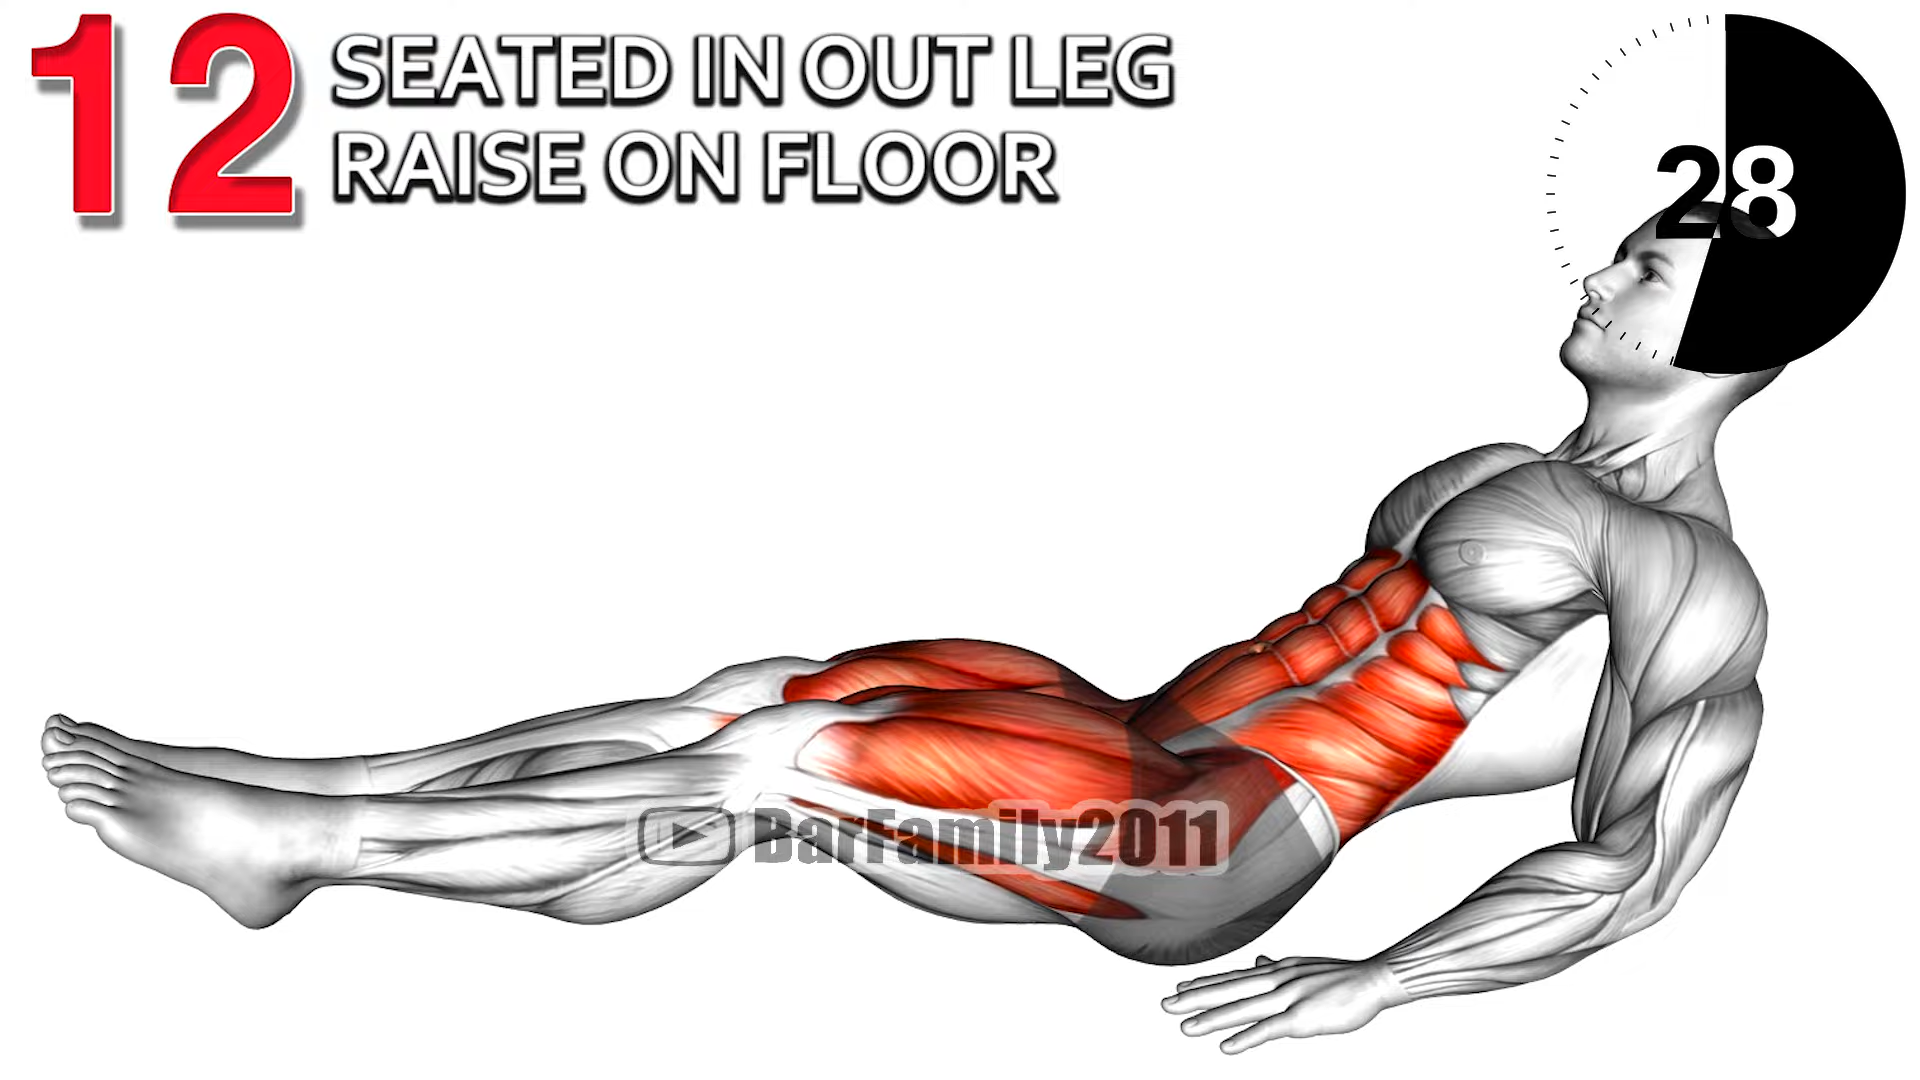 12
SEATED IN OUT LEG
RAISE ON FLOOR
28
BarFamily2011